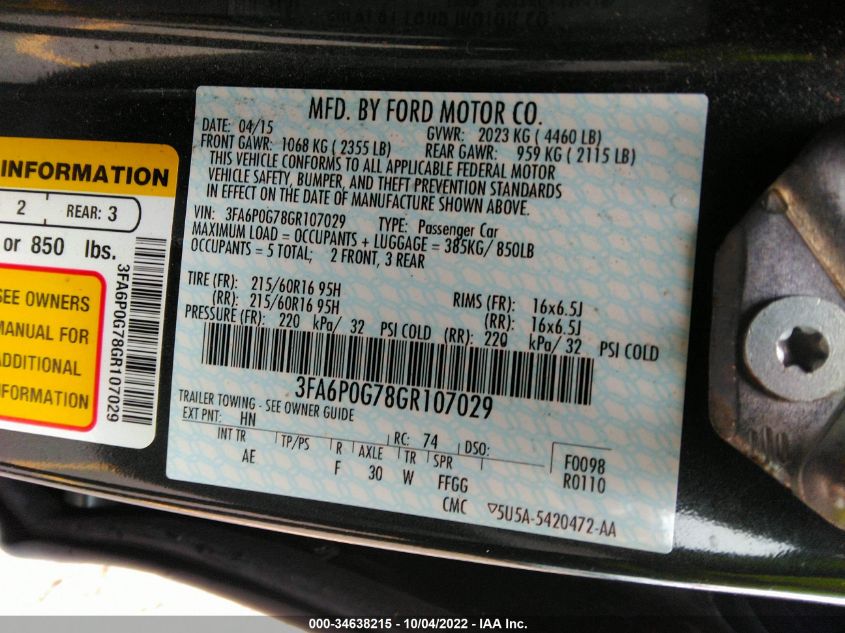 MFD. BY FORD MOTOR CO.
DATE: 04/15 GVWR: 2023 KG ( 4460 LB)
FRONT GAWR: 1068 KG ( 2355 LB) REAR GAWR: 959 KG ( 2115 LB)
THIS VEHICLE CONFORMS TO ALL APPLICABLE FEDERAL MOTOR
VEHICLE SAFETY, BUMPER, AND THEFT PREVENTION STANDARDS
IN EFFECT ON THE DATE OF MANUFACTURE SHOWN ABOVE.
VIN: 3FA6P0G78GR107029 TYPE: Passenger Car
MAXIMUM LOAD = OCCUPANTS + LUGGAGE = 385KG/ 850LB
OCCUPANTS = 5 TOTAL; 2 FRONT, 3 REAR
TIRE (FR): 215/60R16 95H RIMS (FR): 16x6.5J
(RR): 215/60R16 95H (RR): 16x6.5J
PRESSURE (FR): 220 kPa/ 32 PSI COLD (RR): 220 kPa/ 32 PSI COLD
3FA6P0G78GR107029
TRAILER TOWING - SEE OWNER GUIDE
EXT PNT: HN RC: 74 DSO:
INT TR TP/PS R AXLE TR SPR F0098
AE F 30 W FFGG R0110
CMC ▽5U5A-5420472-AA
INFORMATION
2 REAR: 3
or 850 lbs.
SEE OWNERS
MANUAL FOR
ADDITIONAL
INFORMATION
3FA6P0G78GR107029
000-34638215 - 10/04/2022 - IAA Inc.